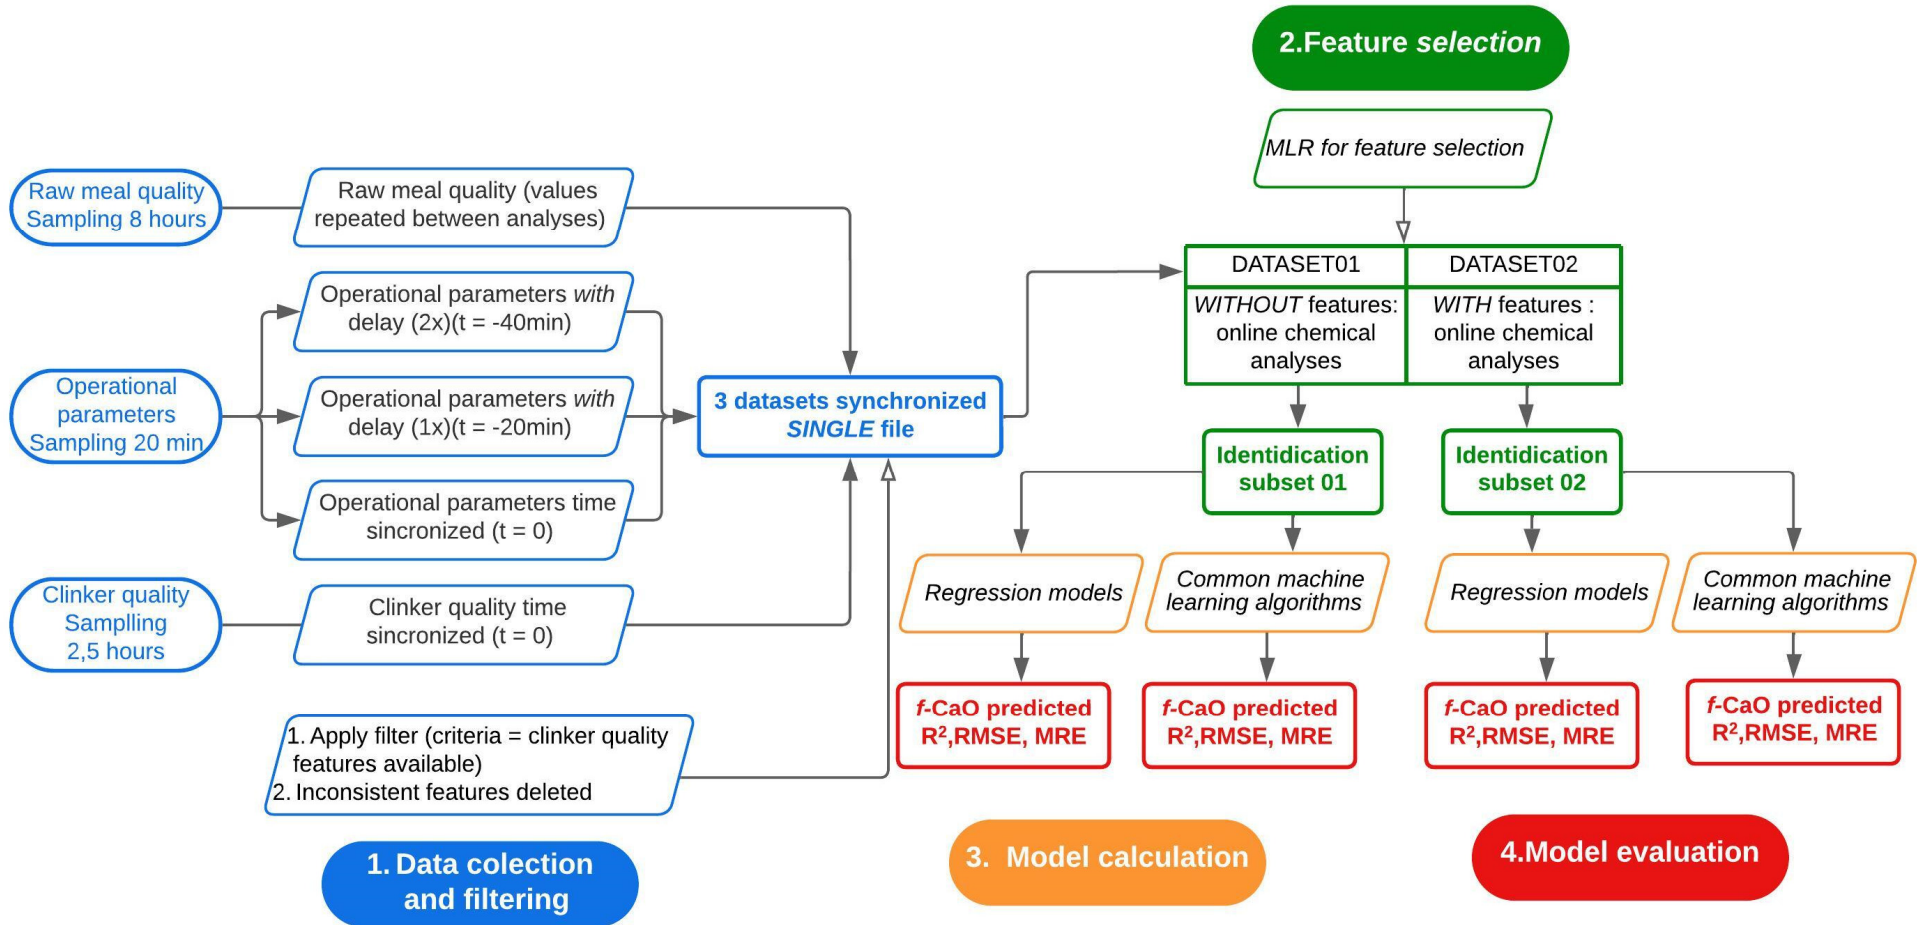 2.Feature selection
MLR for feature selection
Raw meal quality
Sampling 8 hours
Raw meal quality (values
repeated between analyses)
Operational parameters with
delay (2x)(t = -40min)
Operational
parameters
Sampling 20 min
Operational parameters with
delay (1x)(t = -20min)
Operational parameters time
sincronized (t = 0)
Clinker quality
Samplling
2,5 hours
Clinker quality time
sincronized (t = 0)
3 datasets synchronized
SINGLE file
1. Apply filter (criteria = clinker quality
features available)
2. Inconsistent features deleted
1. Data colection
and filtering
DATASET01
WITHOUT features:
online chemical
analyses
DATASET02
WITH features :
online chemical
analyses
Identidication
subset 01
Identidication
subset 02
Regression models
Common machine
learning algorithms
Regression models
Common machine
learning algorithms
f-CaO predicted
R²,RMSE, MRE
f-CaO predicted
R²,RMSE, MRE
f-CaO predicted
R²,RMSE, MRE
f-CaO predicted
R²,RMSE, MRE
3. Model calculation
4.Model evaluation